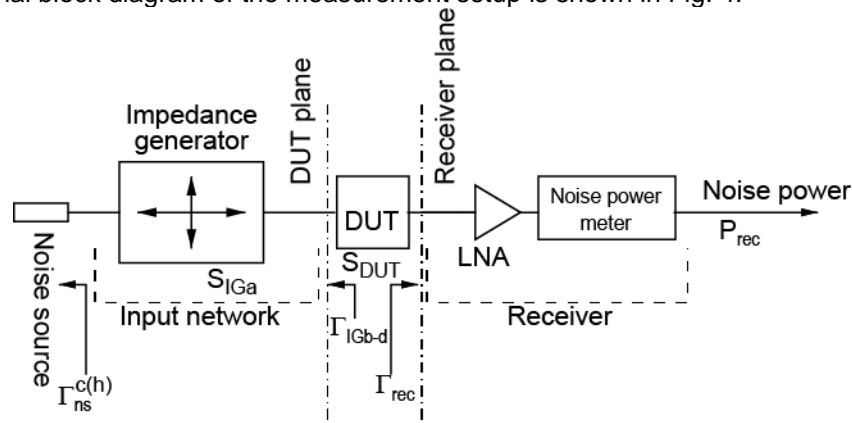 Impedance
generator
DUT plane
Receiver plane
Noise source
S_IGa
DUT
S_DUT
LNA
Noise power
meter
Noise power
P_rec
Input network
Receiver
Γ_ns^c(h)
Γ_IGb-d
Γ_rec